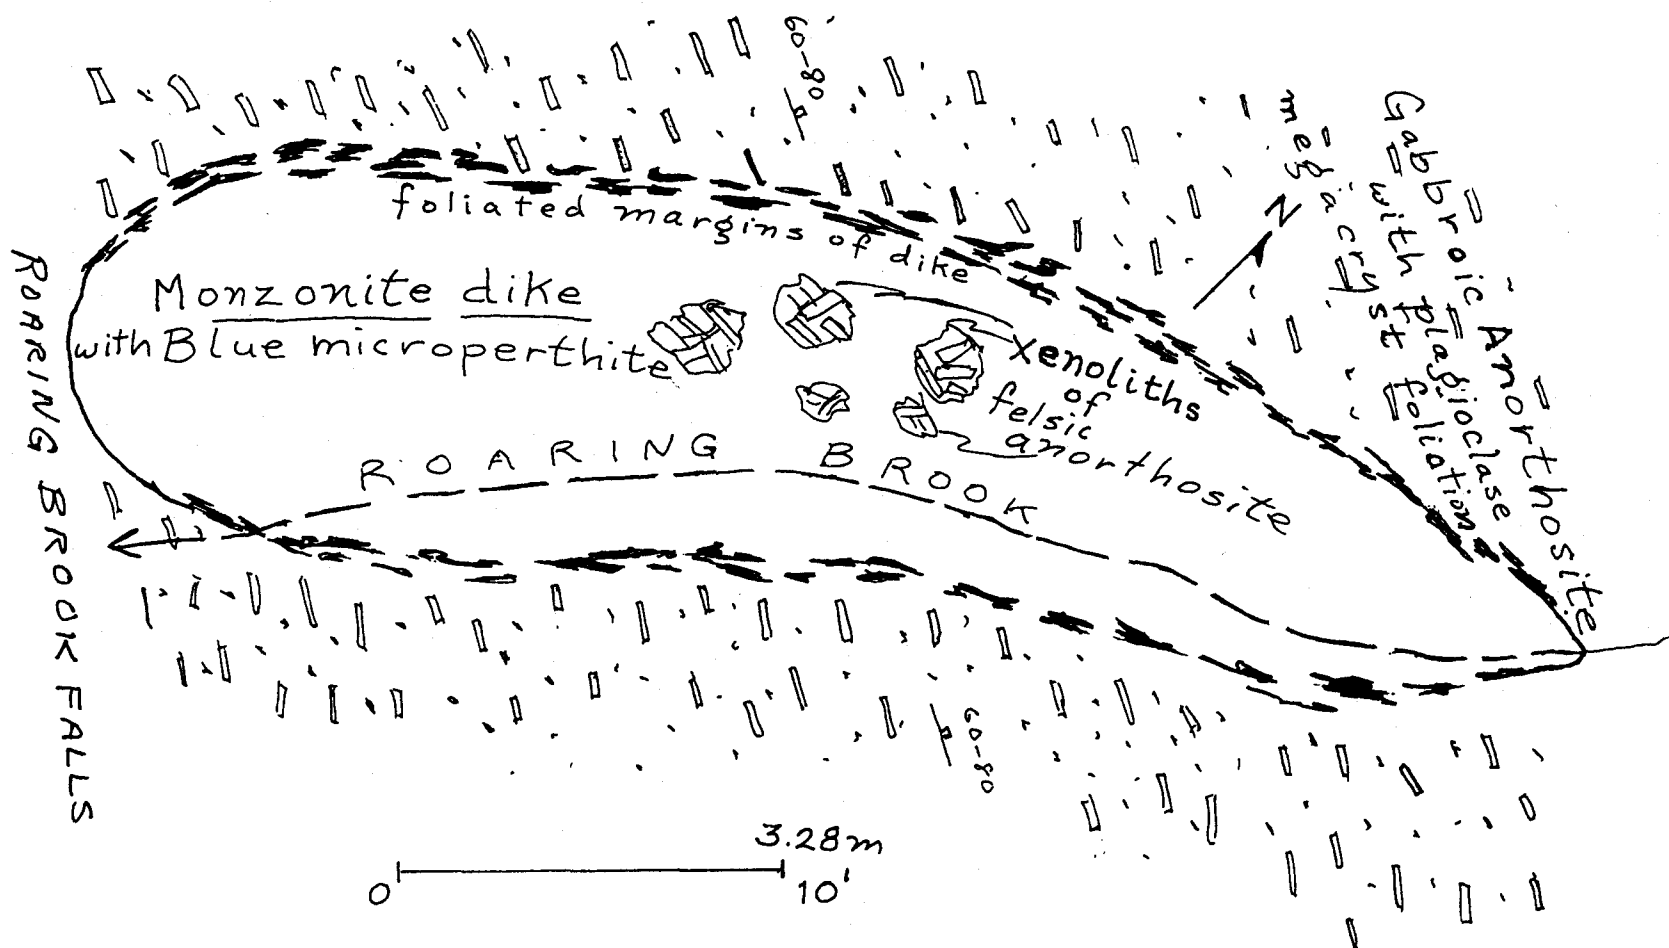 60-80
Gabbroic Anorthosite
with plagioclase
megacryst foliation
N
foliated margins of dike
Monzonite dike
with Blue microperthite
xenoliths
of
felsic
anorthosite
ROARING BROOK
ROARING BROOK FALLS
60-80
3.28m
0 10'